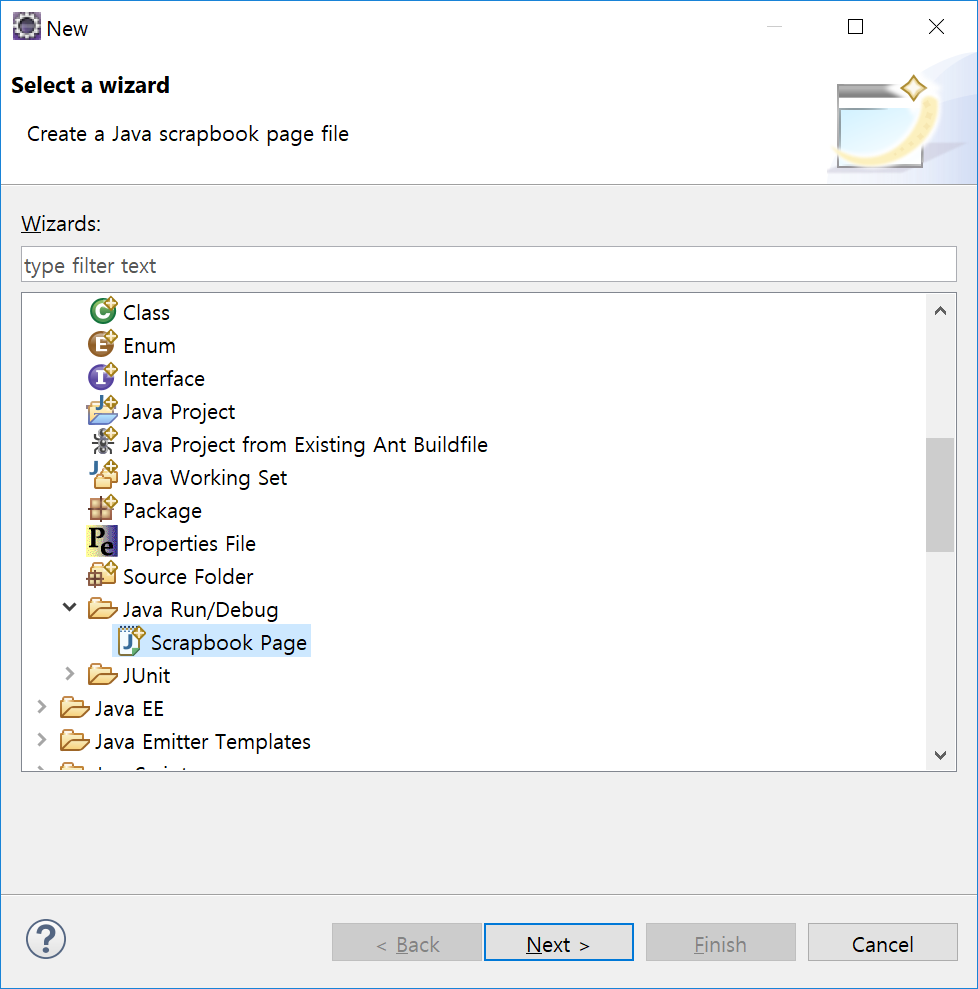 New
Select a wizard
Create a Java scrapbook page file
Wizards:
type filter text
Class
Enum
Interface
Java Project
Java Project from Existing Ant Buildfile
Java Working Set
Package
Properties File
Source Folder
Java Run/Debug
Scrapbook Page
JUnit
Java EE
Java Emitter Templates
< Back
Next >
Finish
Cancel